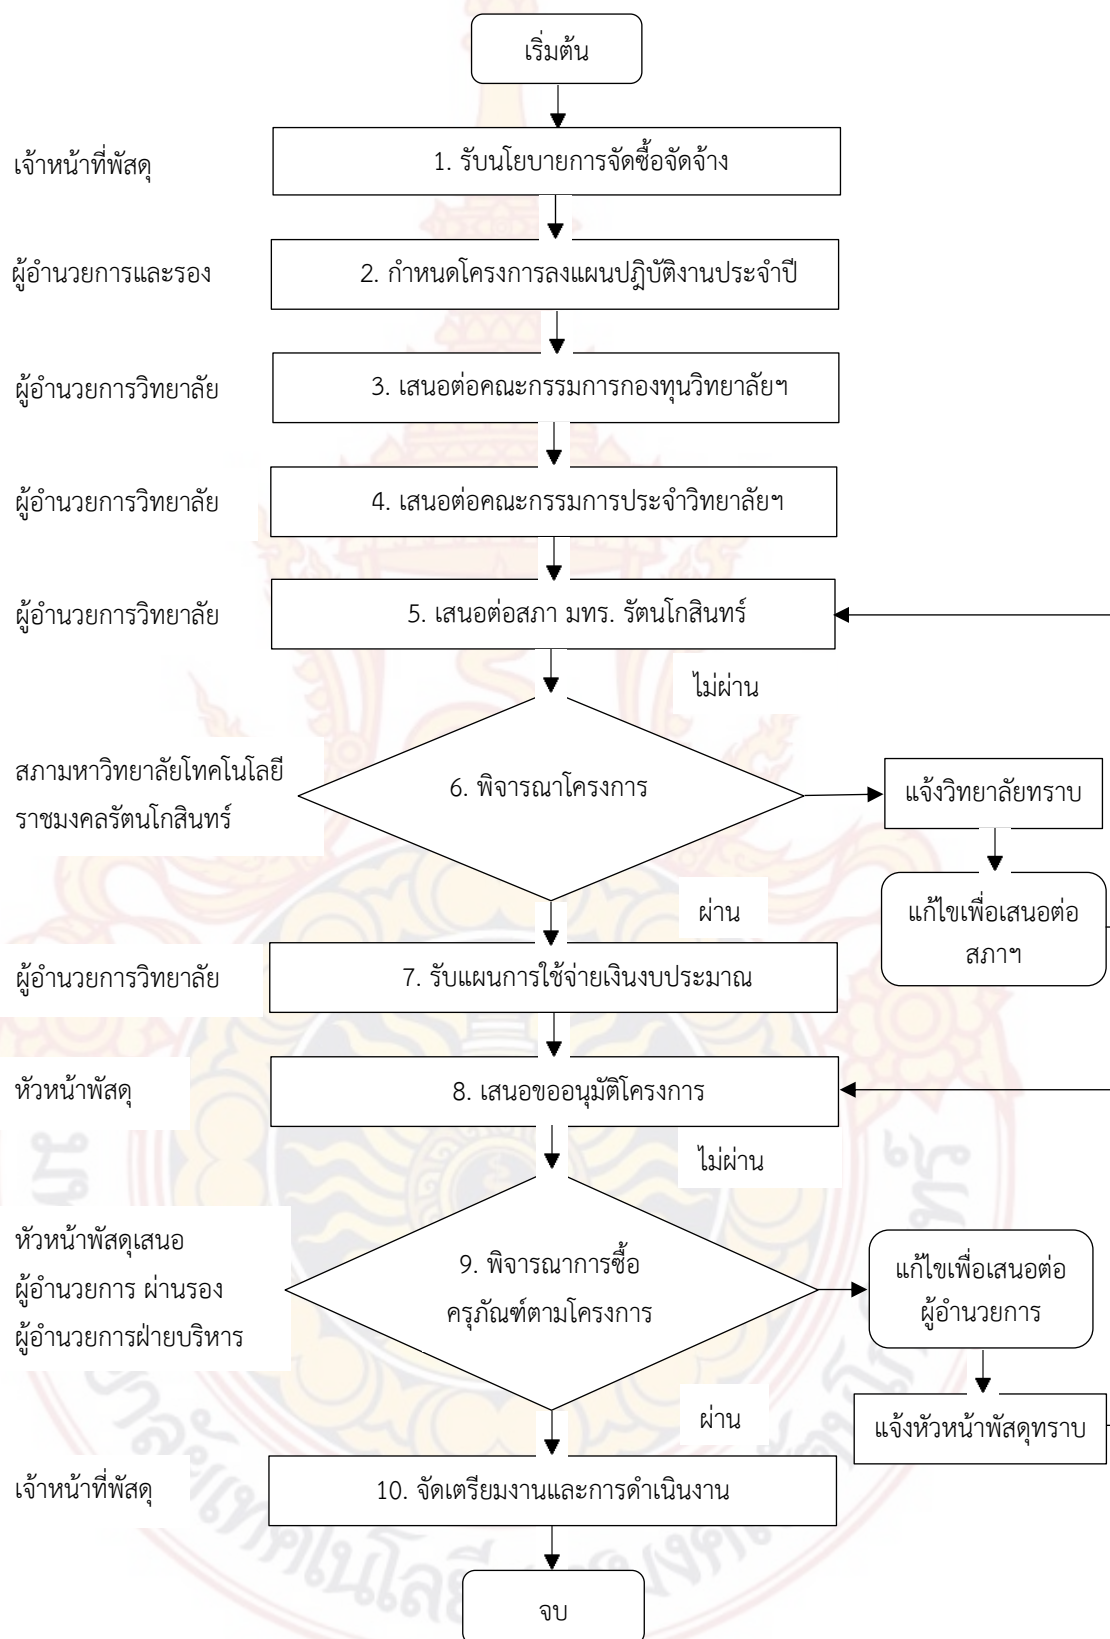 เริ่มต้น
เจ้าหน้าที่พัสดุ
1. รับนโยบายการจัดซื้อจัดจ้าง
ผู้อำนวยการและรอง
2. กำหนดโครงการลงแผนปฎิบัติงานประจำปี
ผู้อำนวยการวิทยาลัย
3. เสนอต่อคณะกรรมการกองทุนวิทยาลัยฯ
ผู้อำนวยการวิทยาลัย
4. เสนอต่อคณะกรรมการประจำวิทยาลัยฯ
ผู้อำนวยการวิทยาลัย
5. เสนอต่อสภา มทร. รัตนโกสินทร์
ไม่ผ่าน
สภามหาวิทยาลัยโทคโนโลยี
ราชมงคลรัตนโกสินทร์
6. พิจารณาโครงการ
แจ้งวิทยาลัยทราบ
ผ่าน
แก้ไขเพื่อเสนอต่อ
สภาฯ
ผู้อำนวยการวิทยาลัย
7. รับแผนการใช้จ่ายเงินงบประมาณ
หัวหน้าพัสดุ
8. เสนอขออนุมัติโครงการ
ไม่ผ่าน
หัวหน้าพัสดุเสนอ
ผู้อำนวยการ ผ่านรอง
ผู้อำนวยการฝ่ายบริหาร
9. พิจารณาการซื้อ
ครุภัณฑ์ตามโครงการ
แก้ไขเพื่อเสนอต่อ
ผู้อำนวยการ
ผ่าน
แจ้งหัวหน้าพัสดุทราบ
เจ้าหน้าที่พัสดุ
10. จัดเตรียมงานและการดำเนินงาน
จบ